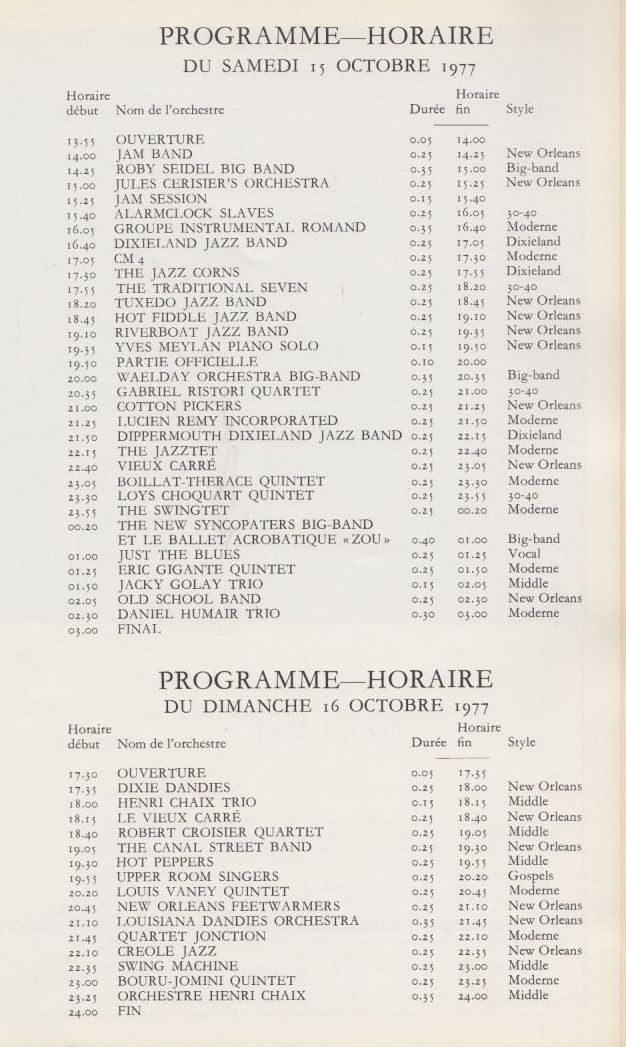 PROGRAMME—HORAIRE
DU SAMEDI 15 OCTOBRE 1977
Horaire Horaire
début Nom de l'orchestre Durée fin Style
13.55 OUVERTURE 0.05 14.00
14.00 JAM BAND 0.25 14.25 New Orleans
14.25 ROBY SEIDEL BIG BAND 0.35 15.00 Big-band
15.00 JULES CERISIER'S ORCHESTRA 0.25 15.25 New Orleans
15.25 JAM SESSION 0.15 15.40
15.40 ALARMCLOCK SLAVES 0.25 16.05 30-40
16.05 GROUPE INSTRUMENTAL ROMAND 0.35 16.40 Moderne
16.40 DIXIELAND JAZZ BAND 0.25 17.05 Dixieland
17.05 CM 4 0.25 17.30 Moderne
17.30 THE JAZZ CORNS 0.25 17.55 Dixieland
17.55 THE TRADITIONAL SEVEN 0.25 18.20 30-40
18.20 TUXEDO JAZZ BAND 0.25 18.45 New Orleans
18.45 HOT FIDDLE JAZZ BAND 0.25 19.10 New Orleans
19.10 RIVERBOAT JAZZ BAND 0.25 19.35 New Orleans
19.35 YVES MEYLAN PIANO SOLO 0.15 19.50 New Orleans
19.50 PARTIE OFFICIELLE 0.10 20.00
20.00 WAELDAY ORCHESTRA BIG-BAND 0.35 20.35 Big-band
20.35 GABRIEL RISTORI QUARTET 0.25 21.00 30-40
21.00 COTTON PICKERS 0.25 21.25 New Orleans
21.25 LUCIEN REMY INCORPORATED 0.25 21.50 Moderne
21.50 DIPPERMOUTH DIXIELAND JAZZ BAND 0.25 22.15 Dixieland
22.15 THE JAZZTET 0.25 22.40 Moderne
22.40 VIEUX CARRÉ 0.25 23.05 New Orleans
23.05 BOILLAT-THERACE QUINTET 0.25 23.30 Moderne
23.30 LOYS CHOQUART QUINTET 0.25 23.55 30-40
23.55 THE SWINGTET 0.25 00.20 Moderne
00.20 THE NEW SYNCOPATERS BIG-BAND
ET LE BALLET ACROBATIQUE «ZOU» 0.40 01.00 Big-band
01.00 JUST THE BLUES 0.25 01.25 Vocal
01.25 ERIC GIGANTE QUINTET 0.25 01.50 Moderne
01.50 JACKY GOLAY TRIO 0.15 02.05 Middle
02.05 OLD SCHOOL BAND 0.25 02.30 New Orleans
02.30 DANIEL HUMAIR TRIO 0.30 03.00 Moderne
03.00 FINAL
PROGRAMME—HORAIRE
DU DIMANCHE 16 OCTOBRE 1977
Horaire Horaire
début Nom de l'orchestre Durée fin Style
17.30 OUVERTURE 0.05 17.35
17.35 DIXIE DANDIES 0.25 18.00 New Orleans
18.00 HENRI CHAIX TRIO 0.15 18.15 Middle
18.15 LE VIEUX CARRÉ 0.25 18.40 New Orleans
18.40 ROBERT CROISIER QUARTET 0.25 19.05 Middle
19.05 THE CANAL STREET BAND 0.25 19.30 New Orleans
19.30 HOT PEPPERS 0.25 19.55 Middle
19.55 UPPER ROOM SINGERS 0.25 20.20 Gospels
20.20 LOUIS VANEY QUINTET 0.25 20.45 Moderne
20.45 NEW ORLEANS FEETWARMERS 0.25 21.10 New Orleans
21.10 LOUISIANA DANDIES ORCHESTRA 0.35 21.45 New Orleans
21.45 QUARTET JONCTION 0.25 22.10 Moderne
22.10 CREOLE JAZZ 0.25 22.35 New Orleans
22.35 SWING MACHINE 0.25 23.00 Middle
23.00 BOURU-JOMINI QUINTET 0.25 23.25 Moderne
23.25 ORCHESTRE HENRI CHAIX 0.35 24.00 Middle
24.00 FIN